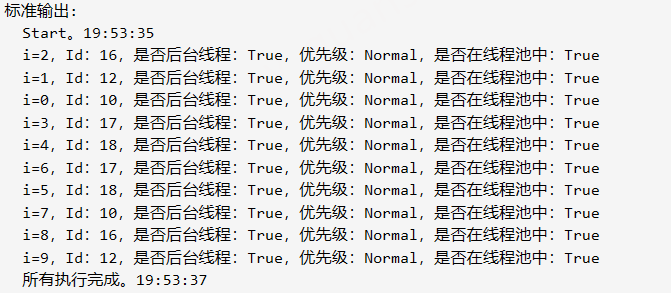 标准输出:
Start。19:53:35
i=2, Id: 16, 是否后台线程: True, 优先级: Normal, 是否在线程池中: True
i=1, Id: 12, 是否后台线程: True, 优先级: Normal, 是否在线程池中: True
i=0, Id: 10, 是否后台线程: True, 优先级: Normal, 是否在线程池中: True
i=3, Id: 17, 是否后台线程: True, 优先级: Normal, 是否在线程池中: True
i=4, Id: 18, 是否后台线程: True, 优先级: Normal, 是否在线程池中: True
i=6, Id: 17, 是否后台线程: True, 优先级: Normal, 是否在线程池中: True
i=5, Id: 18, 是否后台线程: True, 优先级: Normal, 是否在线程池中: True
i=7, Id: 10, 是否后台线程: True, 优先级: Normal, 是否在线程池中: True
i=8, Id: 16, 是否后台线程: True, 优先级: Normal, 是否在线程池中: True
i=9, Id: 12, 是否后台线程: True, 优先级: Normal, 是否在线程池中: True
所有执行完成。19:53:37